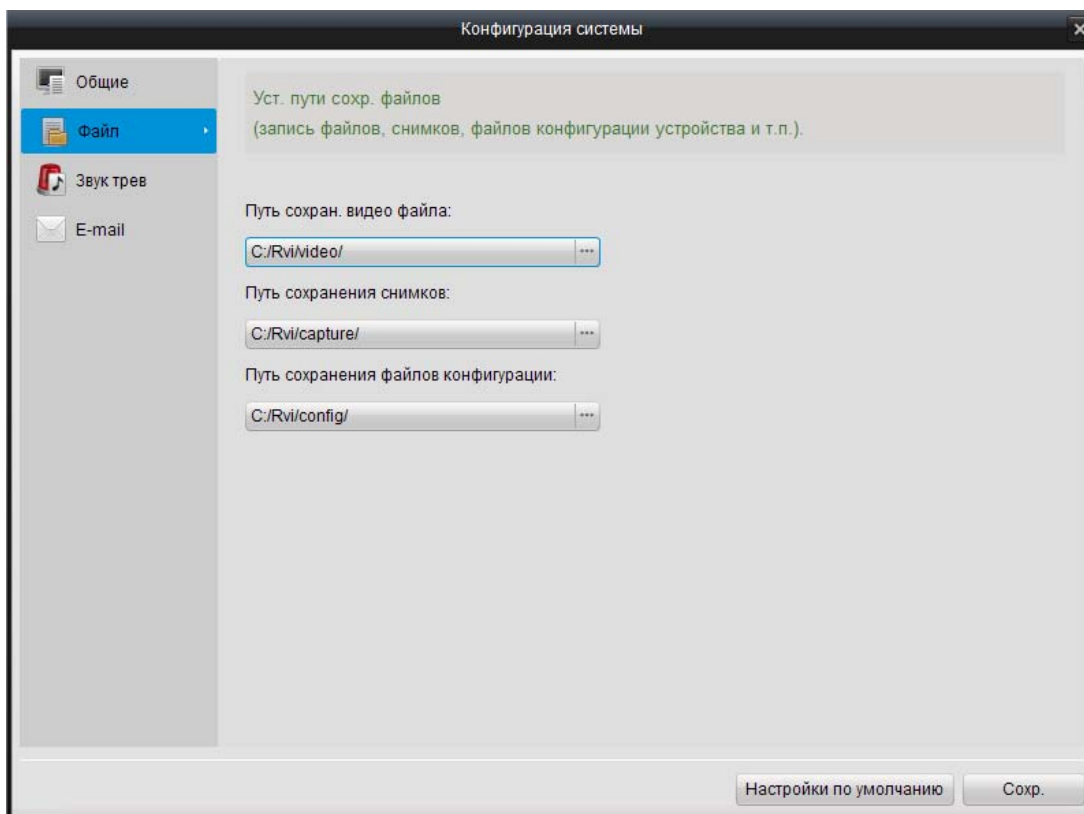 Конфигурация системы
Общие
Файл
Звук трев
E-mail
Уст. пути сохр. файлов
(запись файлов, снимков, файлов конфигурации устройства и т.п.).
Путь сохран. видео файла:
C:/Rvi/video/
Путь сохранения снимков:
C:/Rvi/capture/
Путь сохранения файлов конфигурации:
C:/Rvi/config/
Настройки по умолчанию
Сохр.